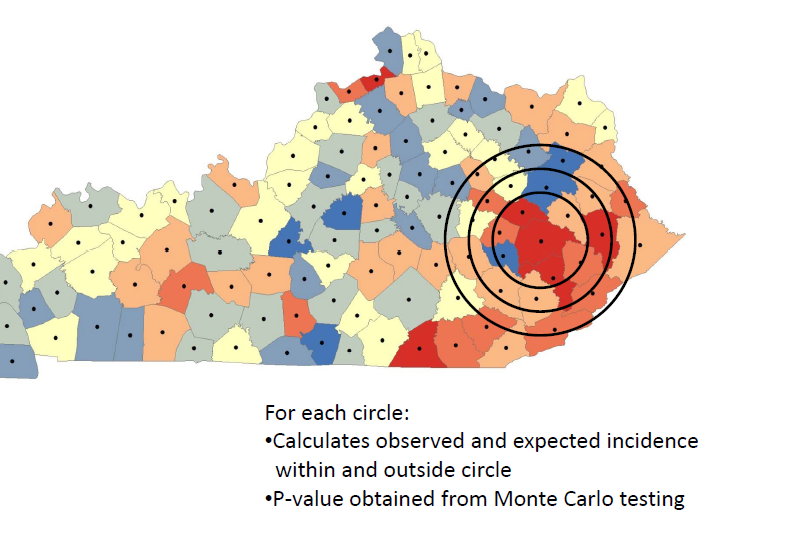 For each circle:
•Calculates observed and expected incidence
within and outside circle
•P-value obtained from Monte Carlo testing